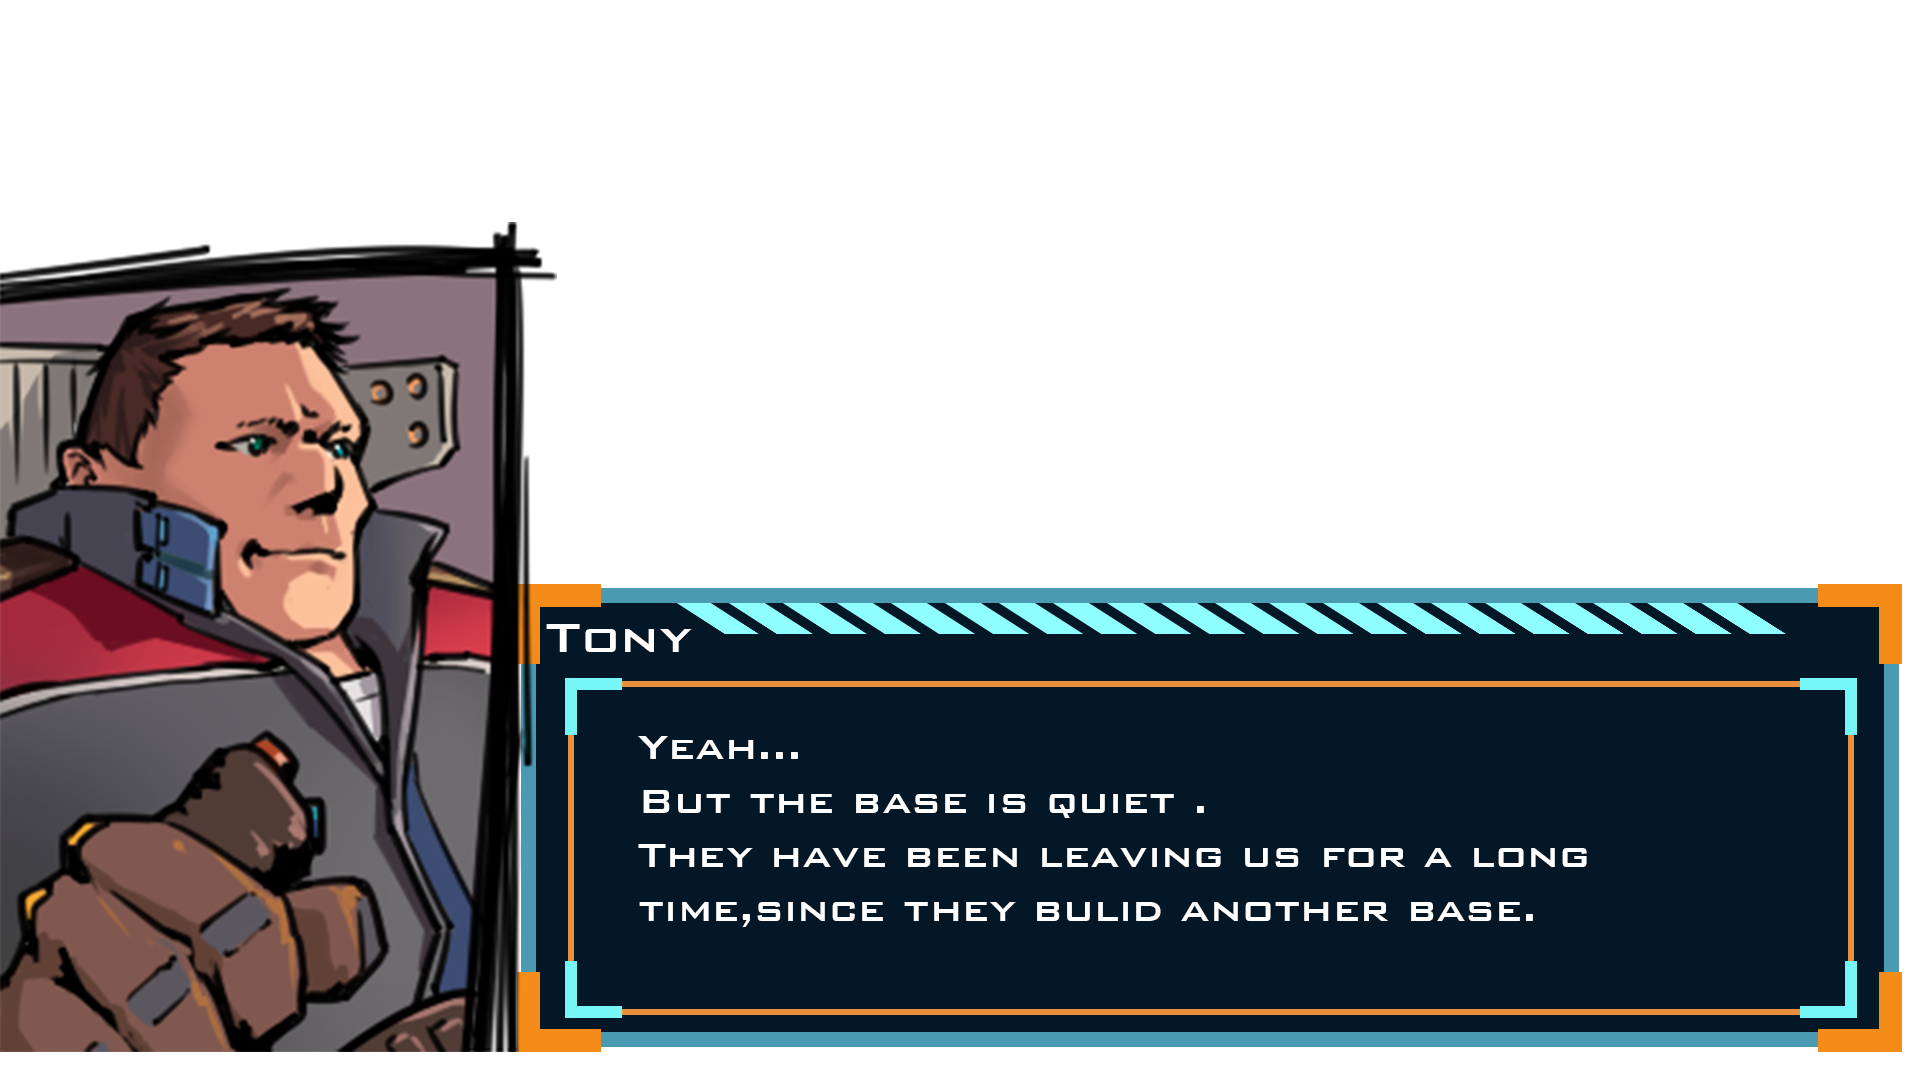 Tony
Yeah...
But the base is quiet .
They have been leaving us for a long
time,since they bulid another base.